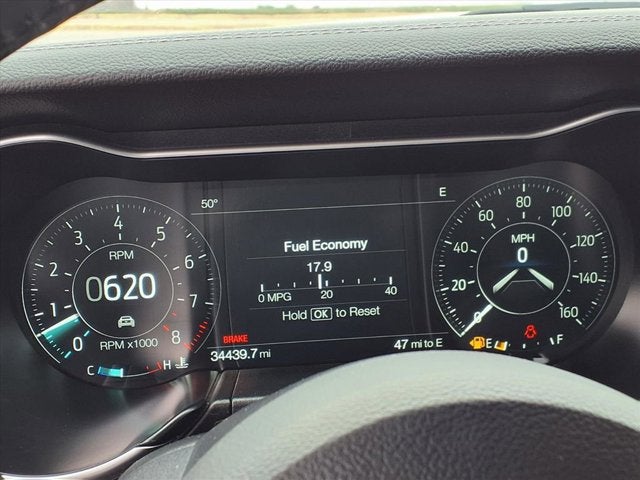 50° E
Fuel Economy
17.9
0 MPG 20 40
Hold OK to Reset
BRAKE
34439.7 mi 47 mi to E
0 1 2 3 4 5 6 7 8
RPM
0620
RPM x1000
C H
0 20 40 60 80 100 120 140 160
MPH
0
E F